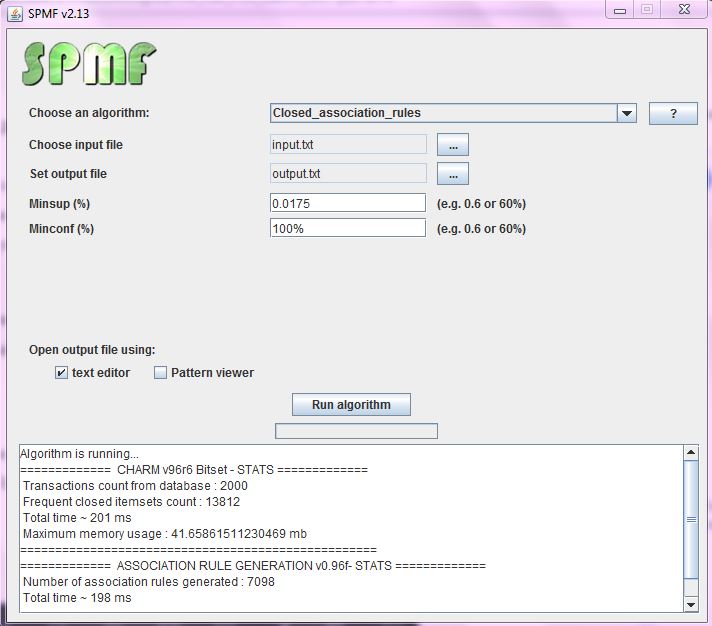 SPMF v2.13
SPMF
Choose an algorithm: Closed_association_rules ?
Choose input file input.txt ...
Set output file output.txt ...
Minsup (%) 0.0175 (e.g. 0.6 or 60%)
Minconf (%) 100% (e.g. 0.6 or 60%)
Open output file using:
text editor Pattern viewer
Run algorithm
Algorithm is running...
============= CHARM v96r6 Bitset - STATS =============
Transactions count from database : 2000
Frequent closed itemsets count : 13812
Total time ~ 201 ms
Maximum memory usage : 41.65861511230469 mb
===================================================
============= ASSOCIATION RULE GENERATION v0.96f- STATS =============
Number of association rules generated : 7098
Total time ~ 198 ms